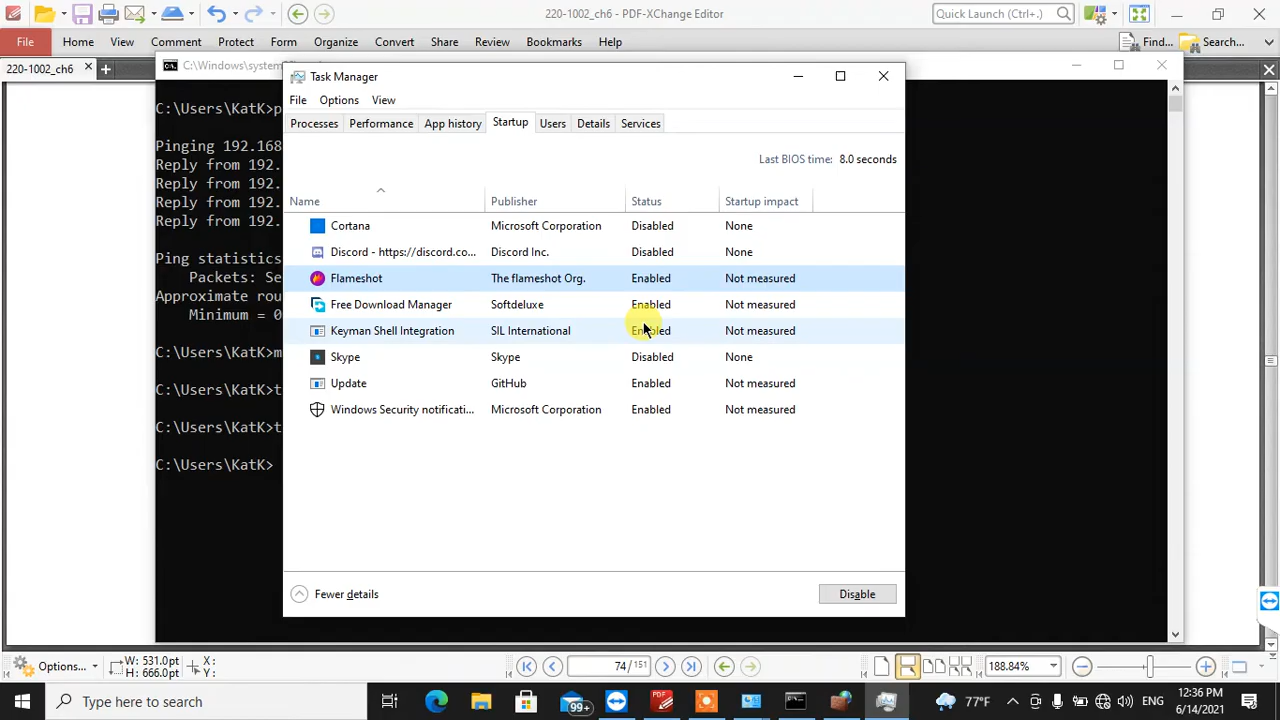 220-1002_ch6 - PDF-XChange Editor
Quick Launch (Ctrl+.)
File Home View Comment Protect Form Organize Convert Share Review Bookmarks Help Find... Search...
220-1002_ch6
C:\Windows\system
C:\Users\KatK>p
Pinging 192.168
Reply from 192.
Reply from 192.
Reply from 192.
Reply from 192.
Ping statistics
Packets: Se
Approximate rou
Minimum = 0
C:\Users\KatK>m
C:\Users\KatK>t
C:\Users\KatK>t
C:\Users\KatK>
Task Manager
File Options View
Processes Performance App history Startup Users Details Services
Last BIOS time: 8.0 seconds
Name Publisher Status Startup impact
Cortana Microsoft Corporation Disabled None
Discord - https://discord.co... Discord Inc. Disabled None
Flameshot The flameshot Org. Enabled Not measured
Free Download Manager Softdeluxe Enabled Not measured
Keyman Shell Integration SIL International Enabled Not measured
Skype Skype Disabled None
Update GitHub Enabled Not measured
Windows Security notificati... Microsoft Corporation Enabled Not measured
Fewer details
Disable
Options...
W: 531.0pt
H: 666.0pt
X:
Y:
74 / 151
188.84%
Type here to search
99+
77°F
ENG
12:36 PM
6/14/2021